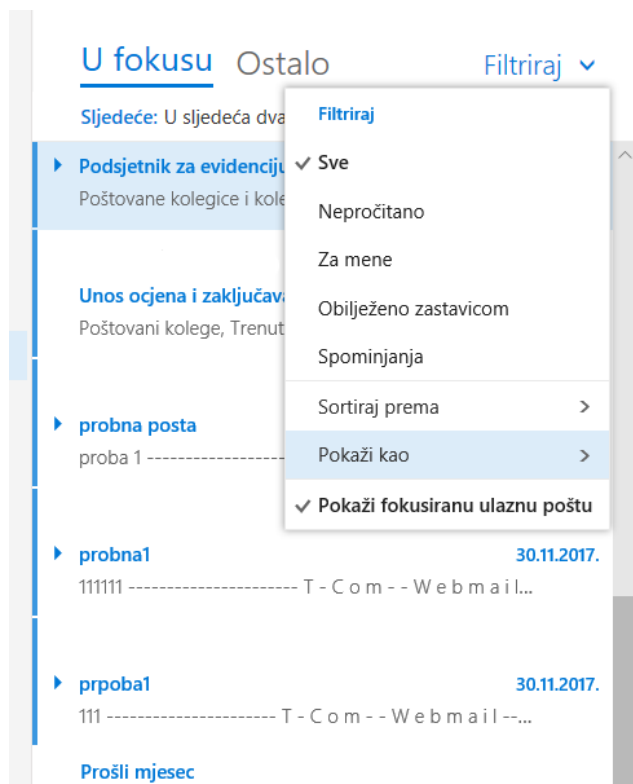 U fokusu Ostalo Filtriraj
Sljedeće: U sljedeća dva
Filtriraj
Sve
Podsjetnik za evidenciju
Poštovane kolegice i kole
Nepročitano
Za mene
Unos ocjena i zaključava
Obilježeno zastavicom
Poštovani kolege, Trenut
Spominjanja
Sortiraj prema
probna posta
proba 1 ------------------
Pokaži kao
Pokaži fokusiranu ulaznu poštu
probna1 30.11.2017.
111111 ---------------------- T - C o m - - W e b m a i l...
prpoba1 30.11.2017.
111 ---------------------- T - C o m - - W e b m a i l --...
Prošli mjesec